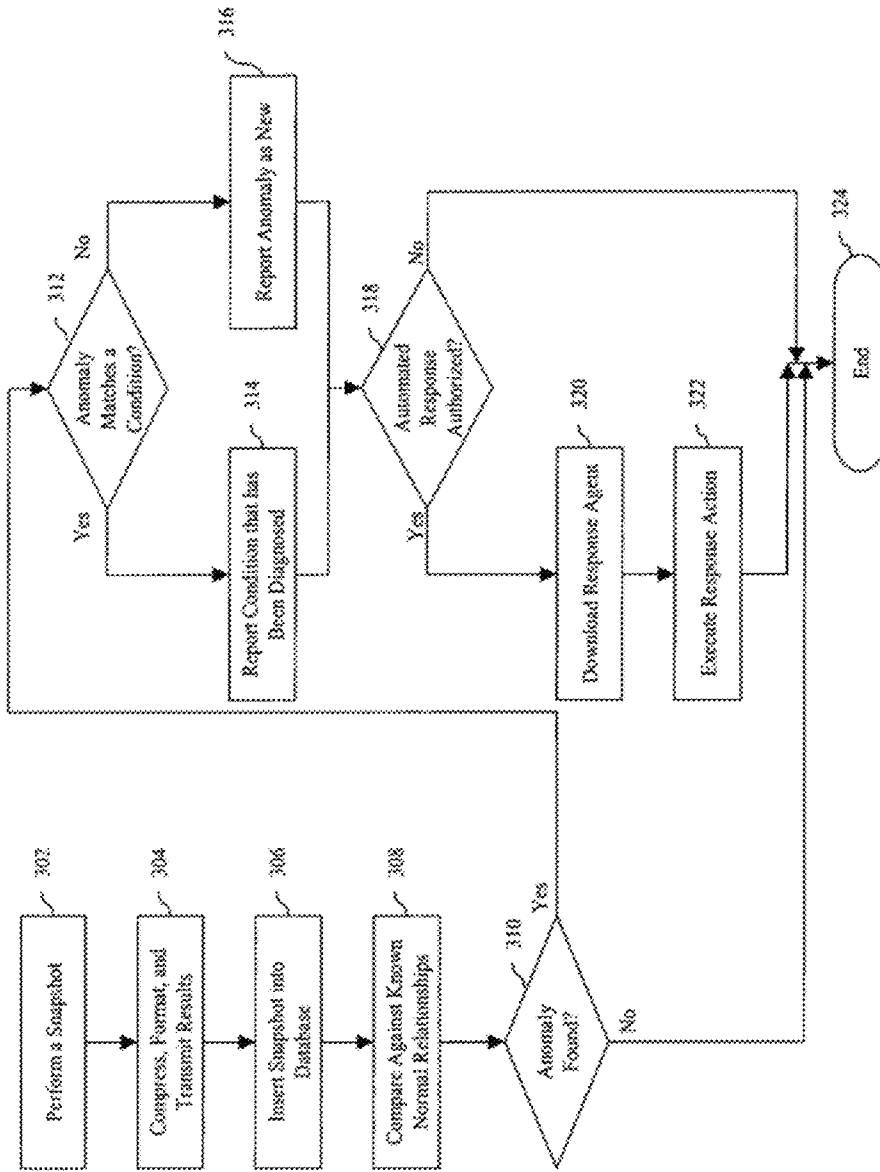 302
Perform a Snapshot
304
Compress, Format, and
Transmit Results
306
Insert Snapshot into
Database
308
Compare Against Known
Normal Relationships
310
Anomaly
Found?
Yes
No
312
Anomaly
Matches a
Condition?
Yes
No
314
Report Condition that has
Been Diagnosed
316
Report Anomaly as New
318
Automated
Response
Authorized?
Yes
No
320
Download Response Agent
322
Execute Response Action
324
End